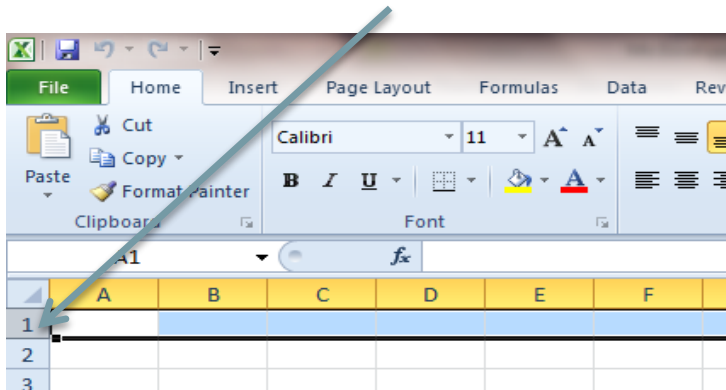 File Home Insert Page Layout Formulas Data Rev
Cut
Calibri 11 A A
Copy
Paste
Format Painter
B I U A
Clipboard Font
A1 fx
A B C D E F
1
2
3